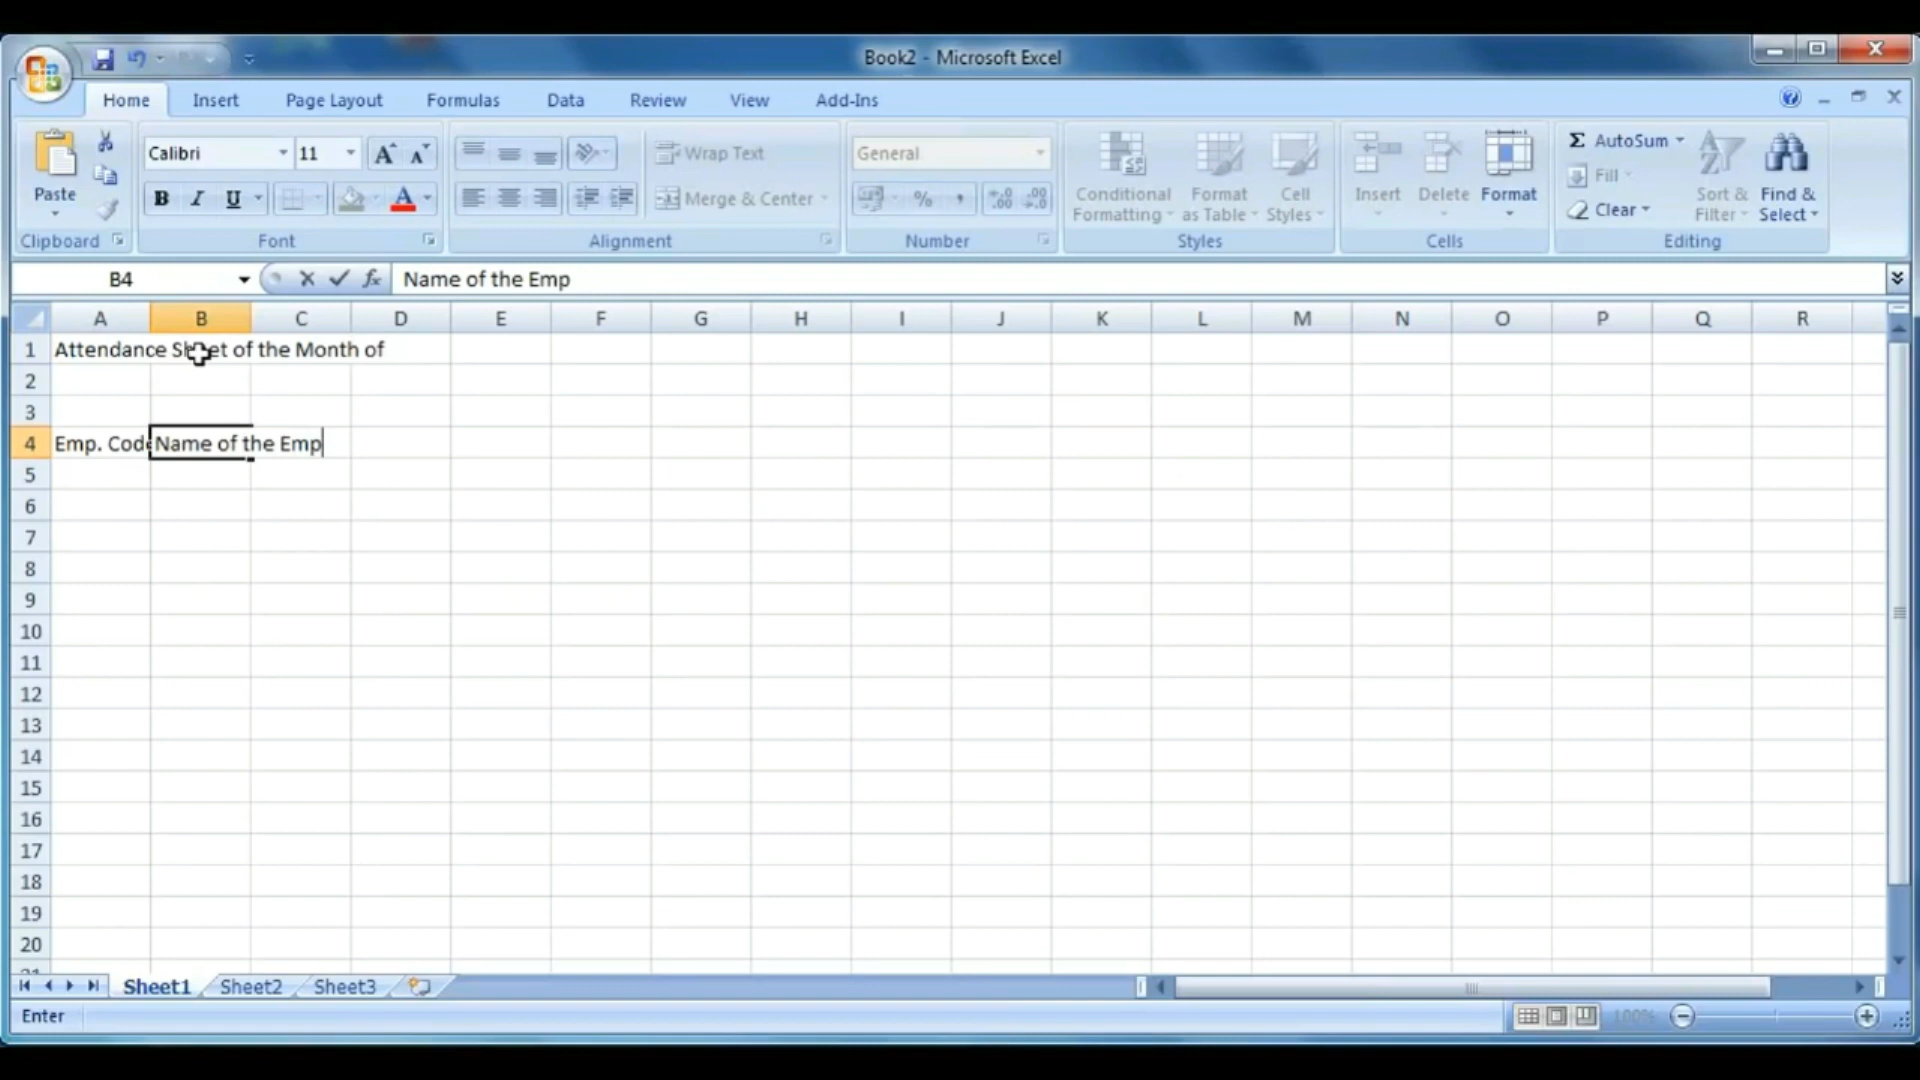 Book2 - Microsoft Excel
Home Insert Page Layout Formulas Data Review View Add-Ins
Calibri 11 A A Wrap Text General Σ AutoSum
Paste B I U A Merge & Center % , Conditional Formatting Format as Table Cell Styles Insert Delete Format Fill Clear Sort & Filter Find & Select
Clipboard Font Alignment Number Styles Cells Editing
B4 fx Name of the Emp
A B C D E F G H I J K L M N O P Q R
1 Attendance Sheet of the Month of
2
3
4 Emp. Code Name of the Emp
5
6
7
8
9
10
11
12
13
14
15
16
17
18
19
20
Sheet1 Sheet2 Sheet3
Enter 100%